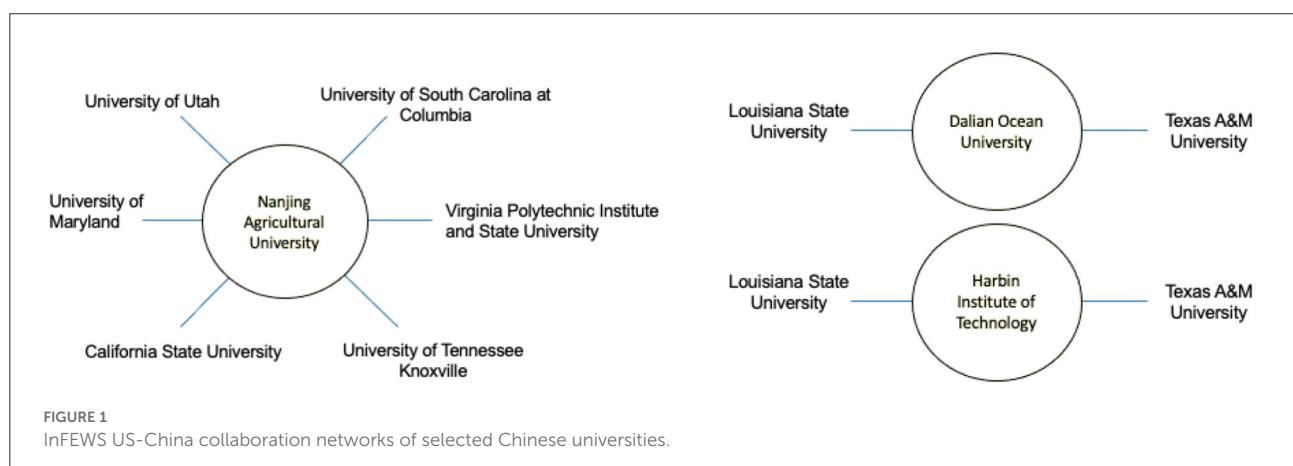 University of Utah
University of South Carolina at
Columbia
University of
Maryland
Nanjing
Agricultural
University
Virginia Polytechnic Institute
and State University
California State University
University of Tennessee
Knoxville
Louisiana State
University
Dalian Ocean
University
Texas A&M
University
Louisiana State
University
Harbin
Institute of
Technology
Texas A&M
University
FIGURE 1
InFEWS US-China collaboration networks of selected Chinese universities.